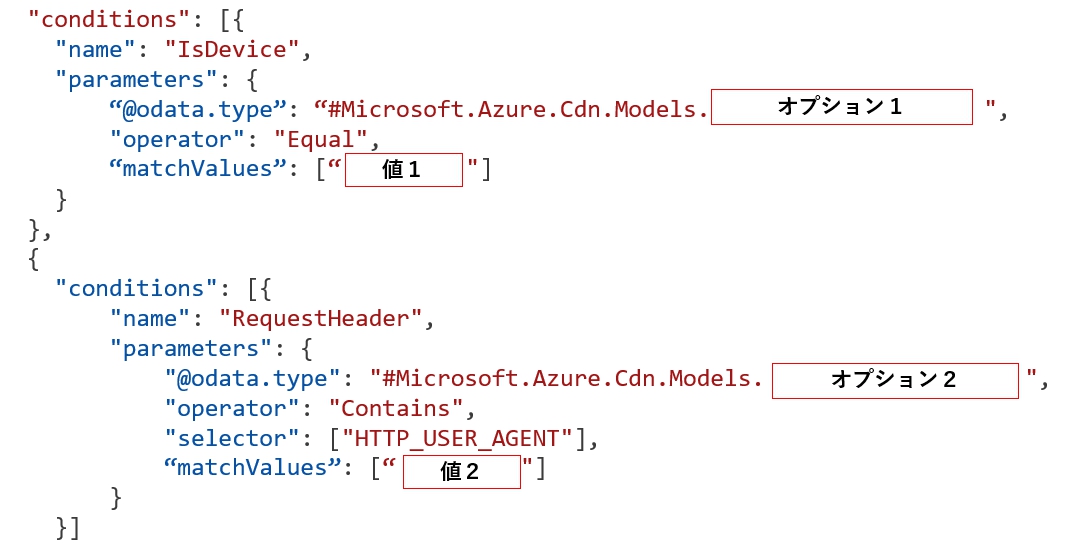 "conditions": [{
"name": "IsDevice",
"parameters": {
“@odata.type”: “#Microsoft.Azure.Cdn.Models. オプション１ ",
"operator": "Equal",
“matchValues”: [“ 値１ "]
}
},
{
"conditions": [{
"name": "RequestHeader",
"parameters": {
"@odata.type": "#Microsoft.Azure.Cdn.Models. オプション２ ",
"operator": "Contains",
"selector": ["HTTP_USER_AGENT"],
“matchValues”: [“ 値２ "]
}
}]